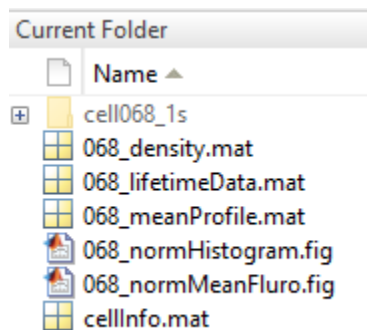 Current Folder
Name
cell068_1s
068_density.mat
068_lifetimeData.mat
068_meanProfile.mat
068_normHistogram.fig
068_normMeanFluro.fig
cellInfo.mat